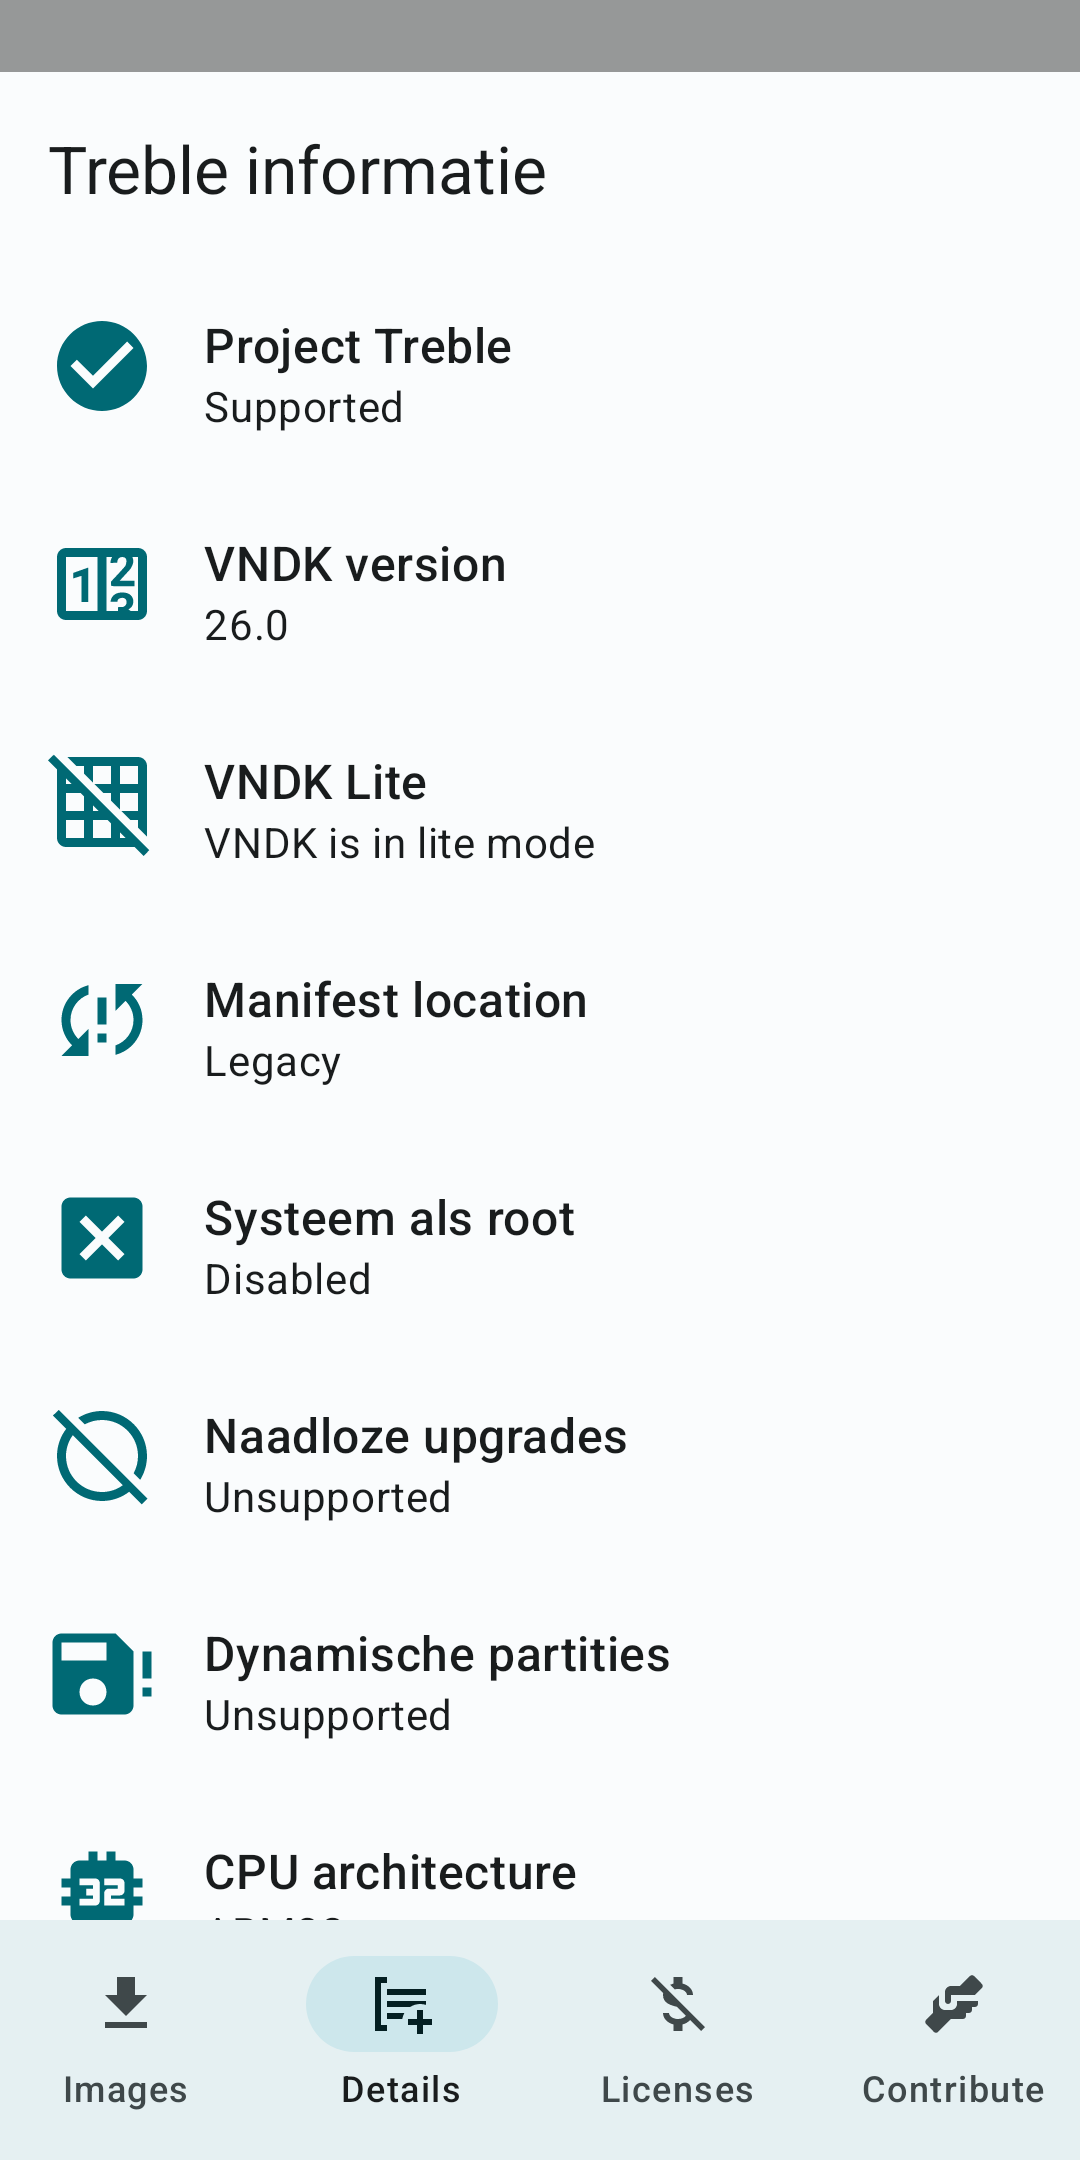 Treble informatie
Project Treble
Supported
VNDK version
26.0
VNDK Lite
VNDK is in lite mode
Manifest location
Legacy
Systeem als root
Disabled
Naadloze upgrades
Unsupported
Dynamische partities
Unsupported
CPU architecture
Images
Details
Licenses
Contribute